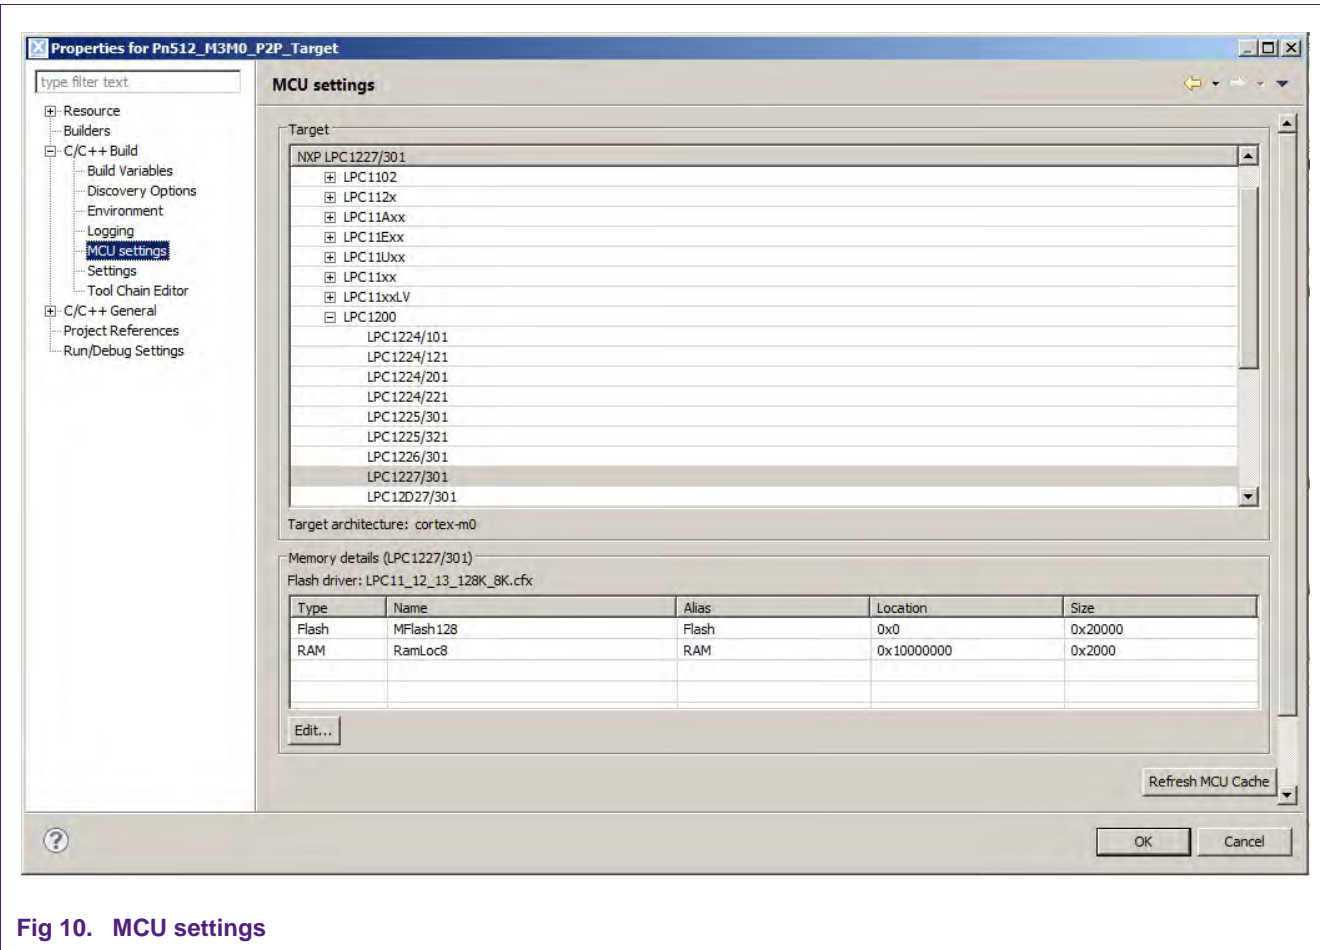 Properties for Pn512_M3M0_P2P_Target
type filter text
Resource
Builders
C/C++ Build
Build Variables
Discovery Options
Environment
Logging
MCU settings
Settings
Tool Chain Editor
C/C++ General
Project References
Run/Debug Settings
MCU settings
Target
NXP LPC1227/301
LPC1102
LPC112x
LPC11Axx
LPC11Exx
LPC11Uxx
LPC11xx
LPC11xxLV
LPC1200
LPC1224/101
LPC1224/121
LPC1224/201
LPC1224/221
LPC1225/301
LPC1225/321
LPC1226/301
LPC1227/301
LPC12D27/301
Target architecture: cortex-m0
Memory details (LPC1227/301)
Flash driver: LPC11_12_13_128K_8K.cfx
Type Name Alias Location Size
Flash MFlash128 Flash 0x0 0x20000
RAM RamLoc8 RAM 0x10000000 0x2000
Edit...
Refresh MCU Cache
? OK Cancel
Fig 10. MCU settings